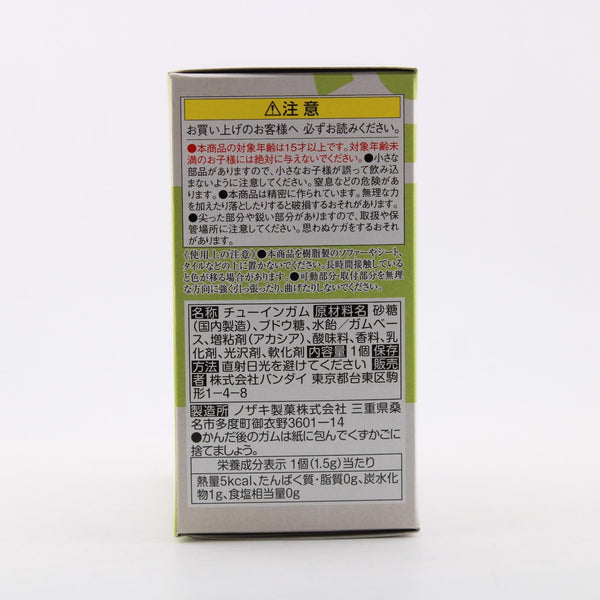 ⚠注意
お買い上げのお客様へ 必ずお読みください。
●本商品の対象年齢は15才以上です。対象年齢未
満のお子様には絶対に与えないでください。●小さな
部品がありますので、小さなお子様が誤って飲み込
まないように注意してください。窒息などの危険があ
ります。●本商品は精密に作られています。無理な力
を加えたり落としたりすると破損するおそれがあります。
●尖った部分や鋭い部分がありますので、取扱や保
管場所に注意してください。思わぬケガをするおそれ
があります。
〈使用上の注意〉●本商品を樹脂製のソファーやシート、
タイルなどの上に置かないでください。長時間接触している
と色が移る場合があります。●可動部分・取付部分を無理
な方向に強く引っ張ったり、曲げたりしないでください。
名称 チューインガム 原材料名 砂糖
(国内製造)、ブドウ糖、水飴／ガムベー
ス、増粘剤(アカシア)、酸味料、香料、乳
化剤、光沢剤、軟化剤 内容量 1個 保存
方法 直射日光を避けてください 販売
者 株式会社バンダイ 東京都台東区駒
形1-4-8
製造所 ノザキ製菓株式会社 三重県桑
名市多度町御衣野3601-14
●かんだ後のガムは紙に包んでくずかごに
捨てましょう。
栄養成分表示 1個(1.5g)当たり
熱量5kcal、たんぱく質・脂質0g、炭水化
物1g、食塩相当量0g